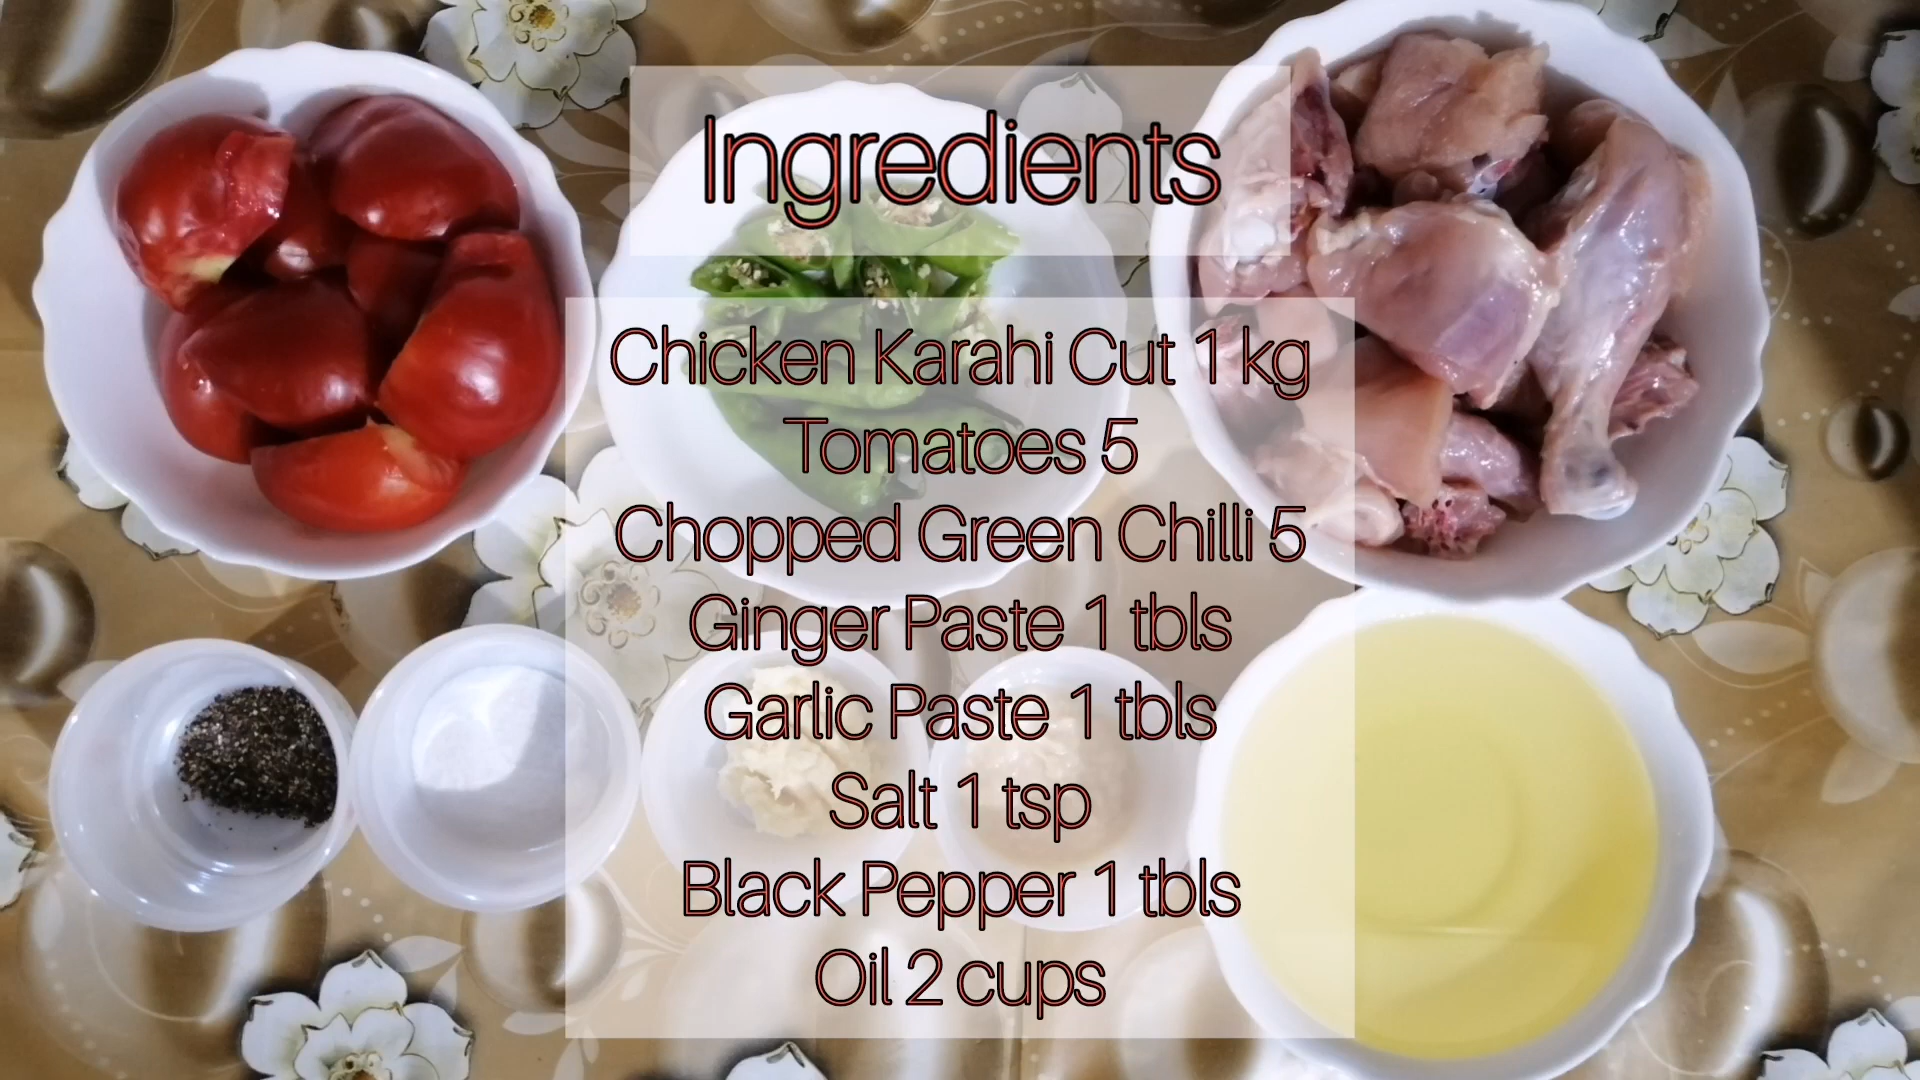 Ingredients
Chicken Karahi Cut 1 kg
Tomatoes 5
Chopped Green Chilli 5
Ginger Paste 1 tbls
Garlic Paste 1 tbls
Salt 1 tsp
Black Pepper 1 tbls
Oil 2 cups